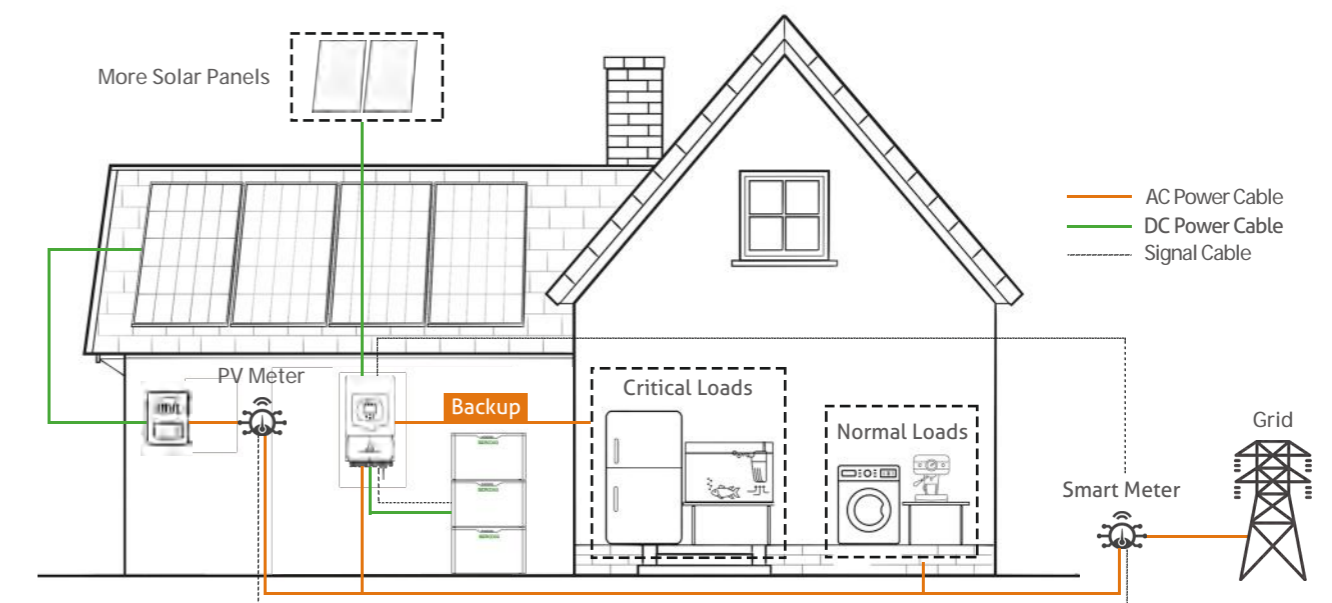 More Solar Panels
AC Power Cable
DC Power Cable
Signal Cable
PV Meter
Backup
Critical Loads
Normal Loads
Grid
Smart Meter